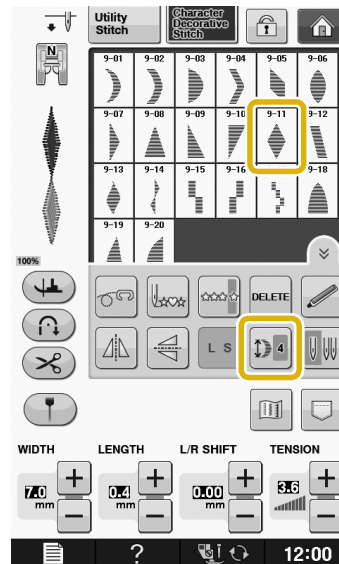 Utility Stitch
Character Decorative Stitch
N
9-01 9-02 9-03 9-04 9-05 9-06
9-07 9-08 9-09 9-10 9-11 9-12
9-13 9-14 9-15 9-16 9-18
9-19 9-20
100%
DELETE
L S
4
WIDTH LENGTH L/R SHIFT TENSION
7.0 mm
0.4 mm
0.00 mm
3.6
?
12:00